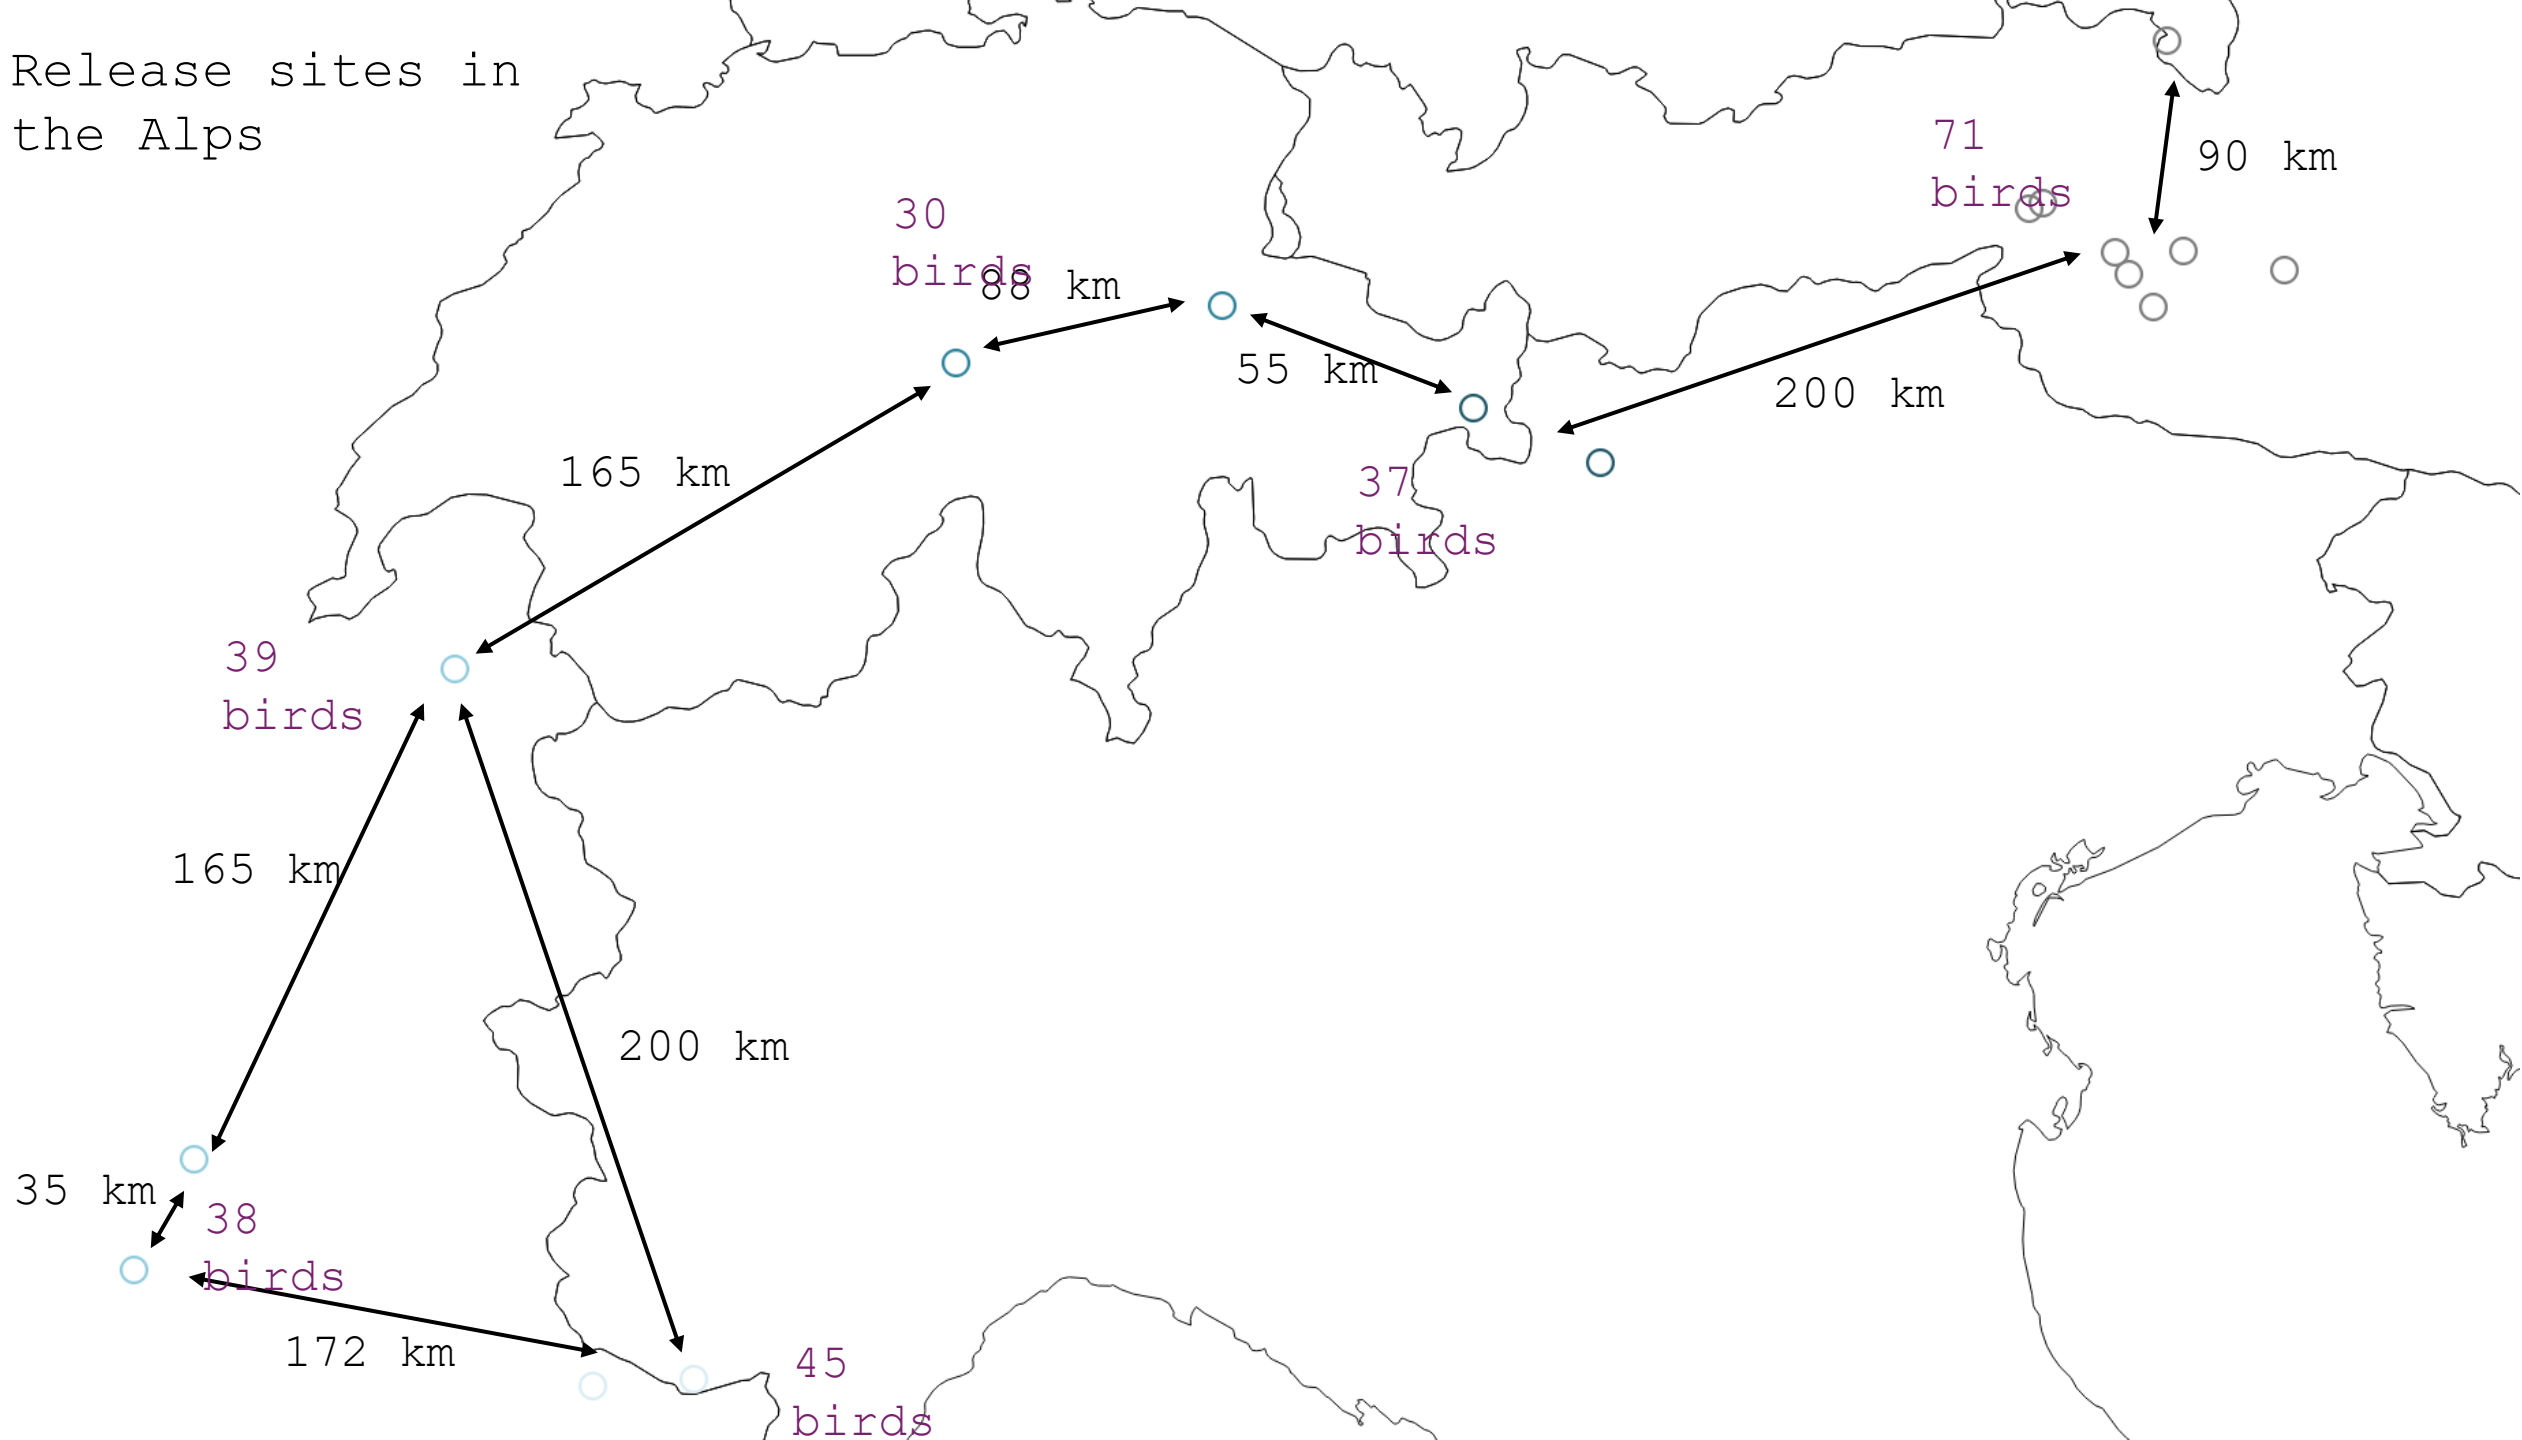 Release sites in
the Alps
71
birds
90 km
30
birds
88 km
55 km
200 km
165 km
37
birds
39
birds
165 km
200 km
35 km
38
birds
172 km
45
birds